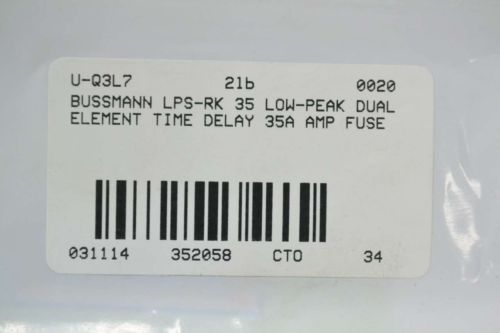 U-Q3L7 21b 0020
BUSSMANN LPS-RK 35 LOW-PEAK DUAL
ELEMENT TIME DELAY 35A AMP FUSE
031114 352058 CTO 34